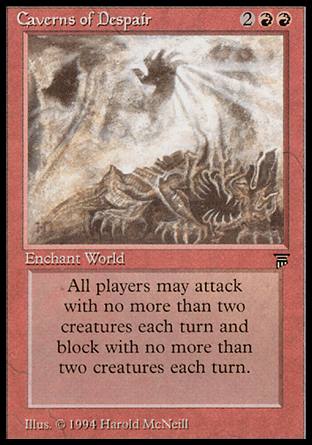 Caverns of Despair 2
Enchant World
All players may attack
with no more than two
creatures each turn and
block with no more than
two creatures each turn.
Illus. © 1994 Harold McNeill